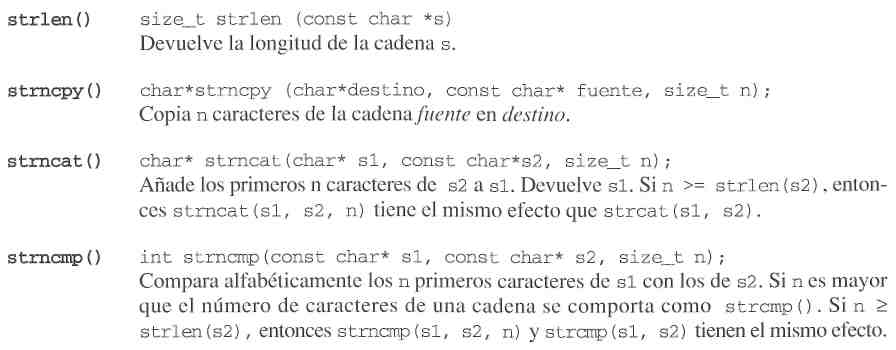 strlen() size_t strlen (const char *s)
Devuelve la longitud de la cadena s.
strncpy() char*strncpy (char*destino, const char* fuente, size_t n);
Copia n caracteres de la cadena fuente en destino.
strncat() char* strncat(char* s1, const char*s2, size_t n);
Añade los primeros n caracteres de s2 a s1. Devuelve s1. Si n >= strlen(s2), enton-
ces strncat(s1, s2, n) tiene el mismo efecto que strcat(s1, s2).
strncmp() int strncmp(const char* s1, const char* s2, size_t n);
Compara alfabéticamente los n primeros caracteres de s1 con los de s2. Si n es mayor
que el número de caracteres de una cadena se comporta como strcmp(). Si n ≥
strlen(s2), entonces strncmp(s1, s2, n) y strcmp(s1, s2) tienen el mismo efecto.